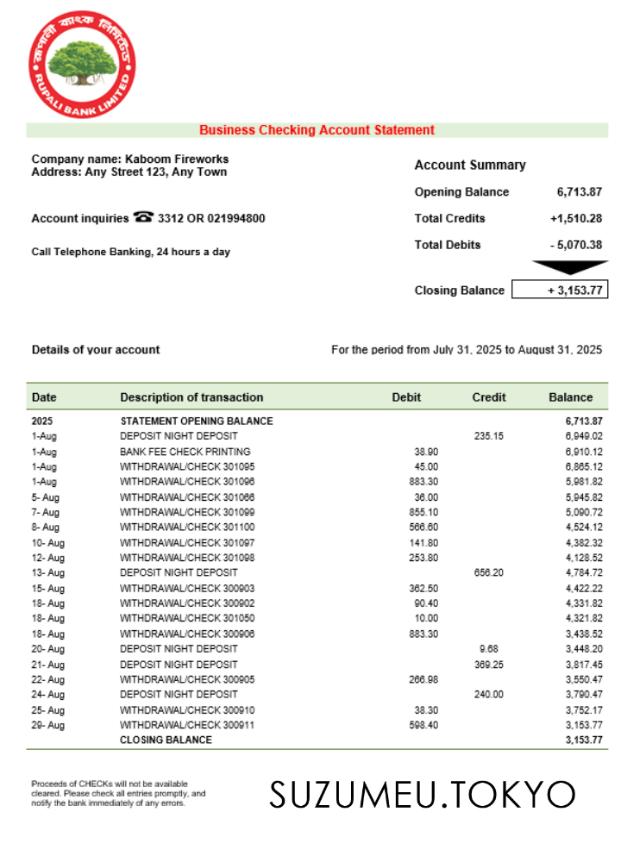 রূপালী ব্যাংক লিমিটেড
RUPALI BANK LIMITED
Business Checking Account Statement
Company name: Kaboom Fireworks
Address: Any Street 123, Any Town
Account inquiries ☎ 3312 OR 021994800
Call Telephone Banking, 24 hours a day
Account Summary
Opening Balance 6,713.87
Total Credits +1,510.28
Total Debits - 5,070.38
Closing Balance + 3,153.77
Details of your account For the period from July 31, 2025 to August 31, 2025
Date Description of transaction Debit Credit Balance
2025 STATEMENT OPENING BALANCE 6,713.87
1-Aug DEPOSIT NIGHT DEPOSIT 235.15 6,949.02
1-Aug BANK FEE CHECK PRINTING 38.90 6,910.12
1-Aug WITHDRAWAL/CHECK 301095 45.00 6,865.12
1-Aug WITHDRAWAL/CHECK 301096 883.30 5,981.82
5- Aug WITHDRAWAL/CHECK 301066 36.00 5,945.82
7- Aug WITHDRAWAL/CHECK 301099 855.10 5,090.72
8- Aug WITHDRAWAL/CHECK 301100 566.60 4,524.12
10- Aug WITHDRAWAL/CHECK 301097 141.80 4,382.32
12- Aug WITHDRAWAL/CHECK 301098 253.80 4,128.52
13- Aug DEPOSIT NIGHT DEPOSIT 656.20 4,784.72
15- Aug WITHDRAWAL/CHECK 300903 362.50 4,422.22
18- Aug WITHDRAWAL/CHECK 300902 90.40 4,331.82
18- Aug WITHDRAWAL/CHECK 301050 10.00 4,321.82
18- Aug WITHDRAWAL/CHECK 300906 883.30 3,438.52
20- Aug DEPOSIT NIGHT DEPOSIT 9.68 3,448.20
21- Aug DEPOSIT NIGHT DEPOSIT 369.25 3,817.45
22- Aug WITHDRAWAL/CHECK 300905 266.98 3,550.47
24- Aug DEPOSIT NIGHT DEPOSIT 240.00 3,790.47
25- Aug WITHDRAWAL/CHECK 300910 38.30 3,752.17
29- Aug WITHDRAWAL/CHECK 300911 598.40 3,153.77
CLOSING BALANCE 3,153.77
Proceeds of CHECKs will not be available
cleared. Please check all entries promptly, and
notify the bank immediately of any errors.
SUZUMEU.TOKYO